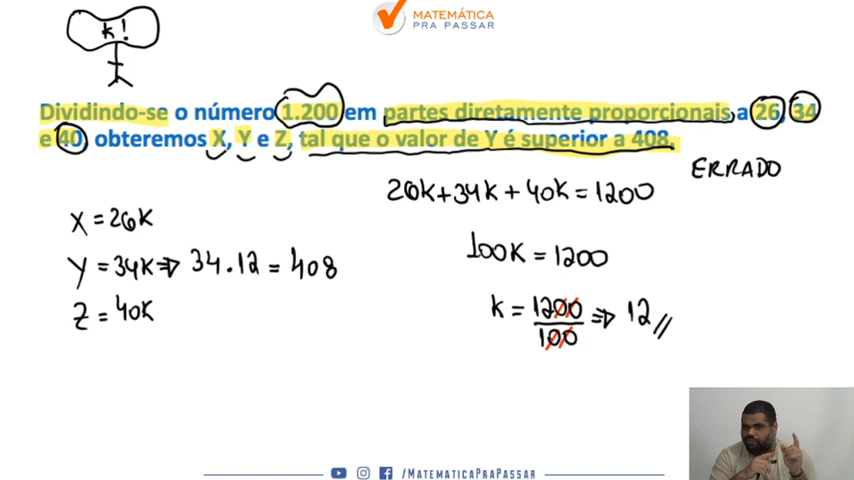 MATEMÁTICA
PRA PASSAR
k!
Dividindo-se o número 1.200 em partes diretamente proporcionais a 26, 34
e 40, obteremos X, Y e Z, tal que o valor de Y é superior a 408.
ERRADO
26K+34K+40K=1200
X=26K
100K=1200
Y=34K⇒34.12=408
Z=40K
K=1200/100⇒12//
/MATEMATICAPRAPASSAR